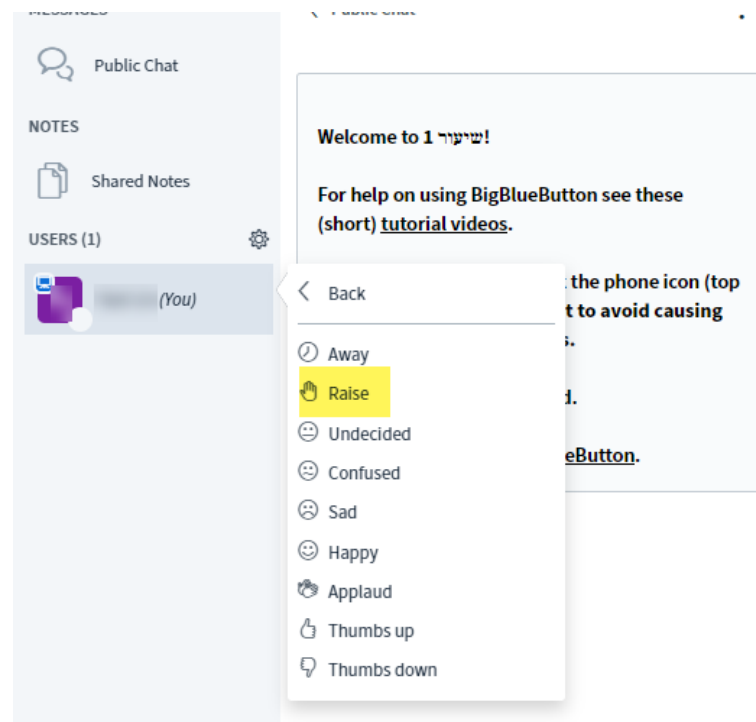 Public Chat
NOTES
Shared Notes
USERS (1)
(You)
Public Chat
Welcome to שיעור 1!
For help on using BigBlueButton see these
(short) tutorial videos.
the phone icon (top
t to avoid causing
eButton.
Back
Away
Raise
Undecided
Confused
Sad
Happy
Applaud
Thumbs up
Thumbs down